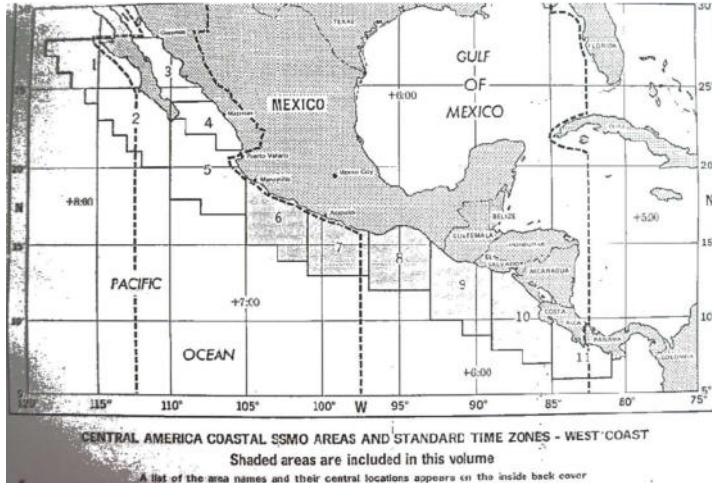 30
TEXAS
FLORIDA
GULF
OF
MEXICO
1
3
MEXICO
+6:00
2
4
Mazatlan
CUBA
Puerto Vallarta
5
20
Mexico City
Manzanillo
+8:00
N
+5:00
Acapulco
BELIZE
6
15
7
GUATEMALA
HONDURAS
8
EL SALVADOR
NICARAGUA
PACIFIC
9
+7:00
10
10
COSTA
RICA
PANAMA
OCEAN
11
COLOMBIA
+6:00
5
120° 115° 110° 105° 100° W 95° 90° 85° 80° 75°
CENTRAL AMERICA COASTAL SSMO AREAS AND STANDARD TIME ZONES - WEST COAST
Shaded areas are included in this volume
A list of the area names and their central locations appears on the inside back cover